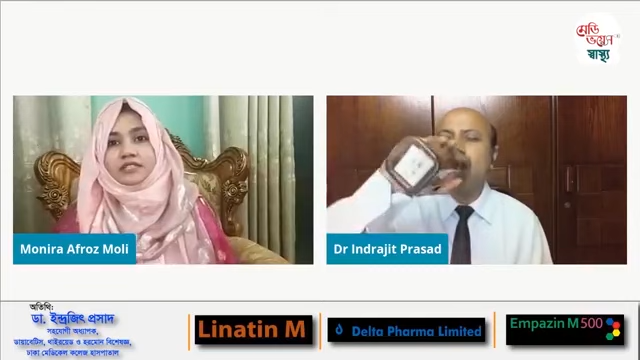 মেডি
ভয়েস
স্বাস্থ্য
Monira Afroz Moli
Dr Indrajit Prasad
অতিথি:
ডা. ইন্দ্রজিৎ প্রসাদ
সহযোগী অধ্যাপক,
ডায়াবেটিস, থাইরয়েড ও হরমোন বিশেষজ্ঞ,
ঢাকা মেডিকেল কলেজ হাসপাতাল
Linatin M
Delta Pharma Limited
Empazin M 500